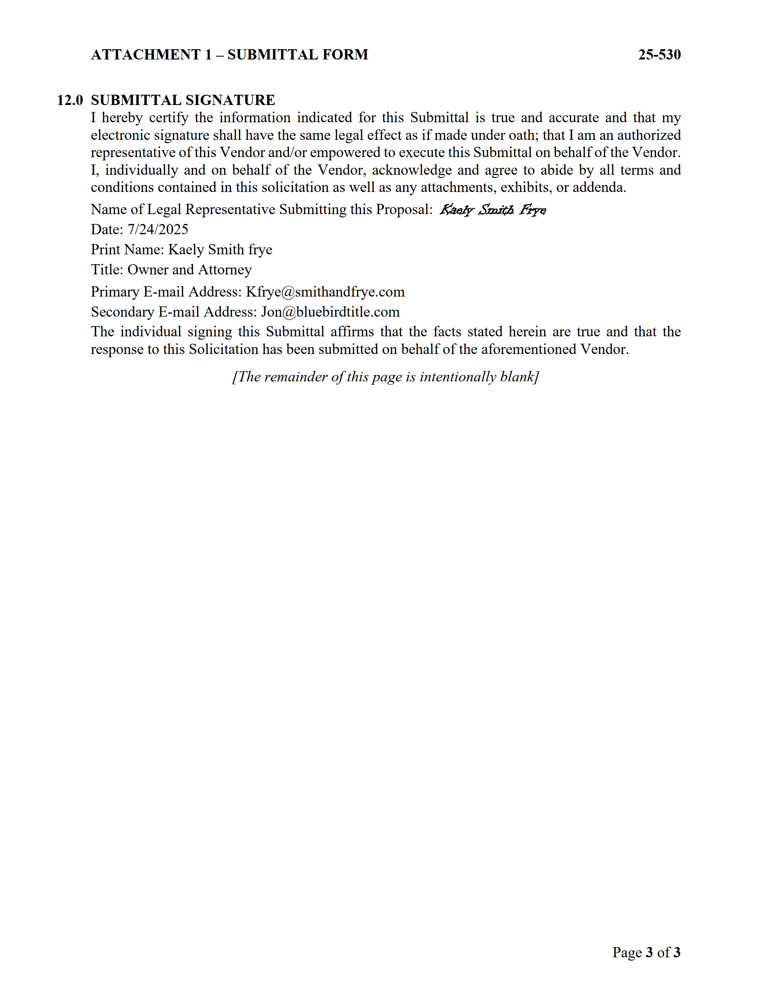 ATTACHMENT 1 – SUBMITTAL FORM 25-530
12.0 SUBMITTAL SIGNATURE
I hereby certify the information indicated for this Submittal is true and accurate and that my
electronic signature shall have the same legal effect as if made under oath; that I am an authorized
representative of this Vendor and/or empowered to execute this Submittal on behalf of the Vendor.
I, individually and on behalf of the Vendor, acknowledge and agree to abide by all terms and
conditions contained in this solicitation as well as any attachments, exhibits, or addenda.
Name of Legal Representative Submitting this Proposal: Kaely Smith Frye
Date: 7/24/2025
Print Name: Kaely Smith frye
Title: Owner and Attorney
Primary E-mail Address: Kfrye@smithandfrye.com
Secondary E-mail Address: Jon@bluebirdtitle.com
The individual signing this Submittal affirms that the facts stated herein are true and that the
response to this Solicitation has been submitted on behalf of the aforementioned Vendor.
[The remainder of this page is intentionally blank]
Page 3 of 3